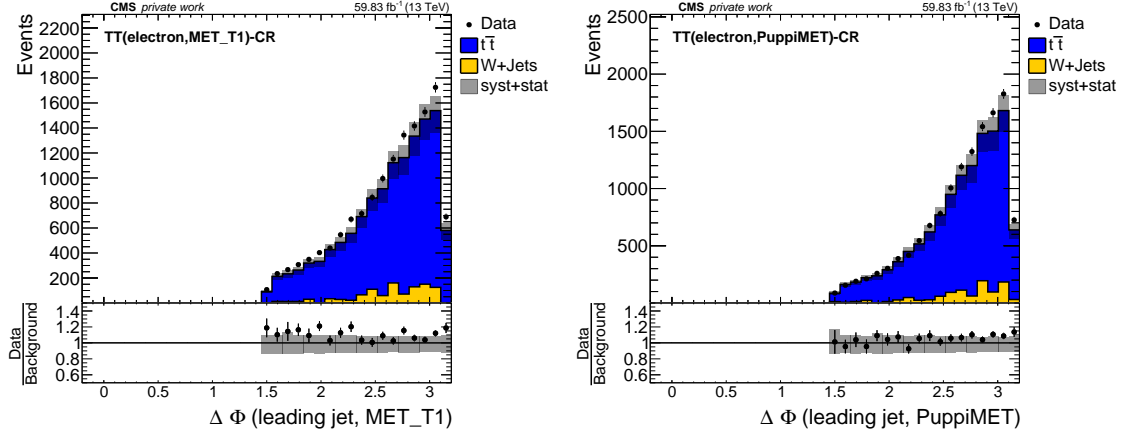 CMS private work 59.83 fb⁻¹ (13 TeV)
TT(electron,MET_T1)-CR
Events
2200
2000
1800
1600
1400
1200
1000
800
600
400
200
Data
tt̅
W+Jets
syst+stat
Data
Background
1.4
1.2
1
0.8
0.6
0 0.5 1 1.5 2 2.5 3
Δ Φ (leading jet, MET_T1)
CMS private work 59.83 fb⁻¹ (13 TeV)
TT(electron,PuppiMET)-CR
Events
2500
2000
1500
1000
500
Data
tt̅
W+Jets
syst+stat
Data
Background
1.4
1.2
1
0.8
0.6
0 0.5 1 1.5 2 2.5 3
Δ Φ (leading jet, PuppiMET)